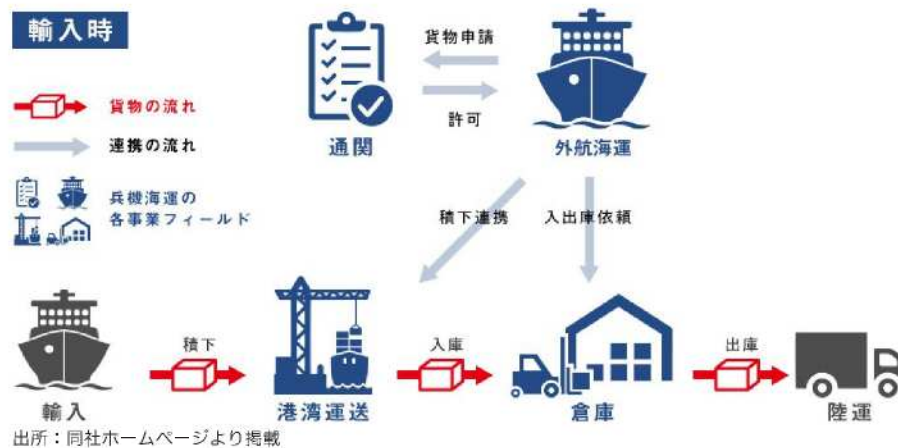 輸入時
貨物の流れ
連携の流れ
兵機海運の
各事業フィールド
貨物申請
許可
通関
外航海運
積下連携
入出庫依頼
積下
入庫
出庫
輸入
港湾運送
倉庫
陸運
出所：同社ホームページより掲載